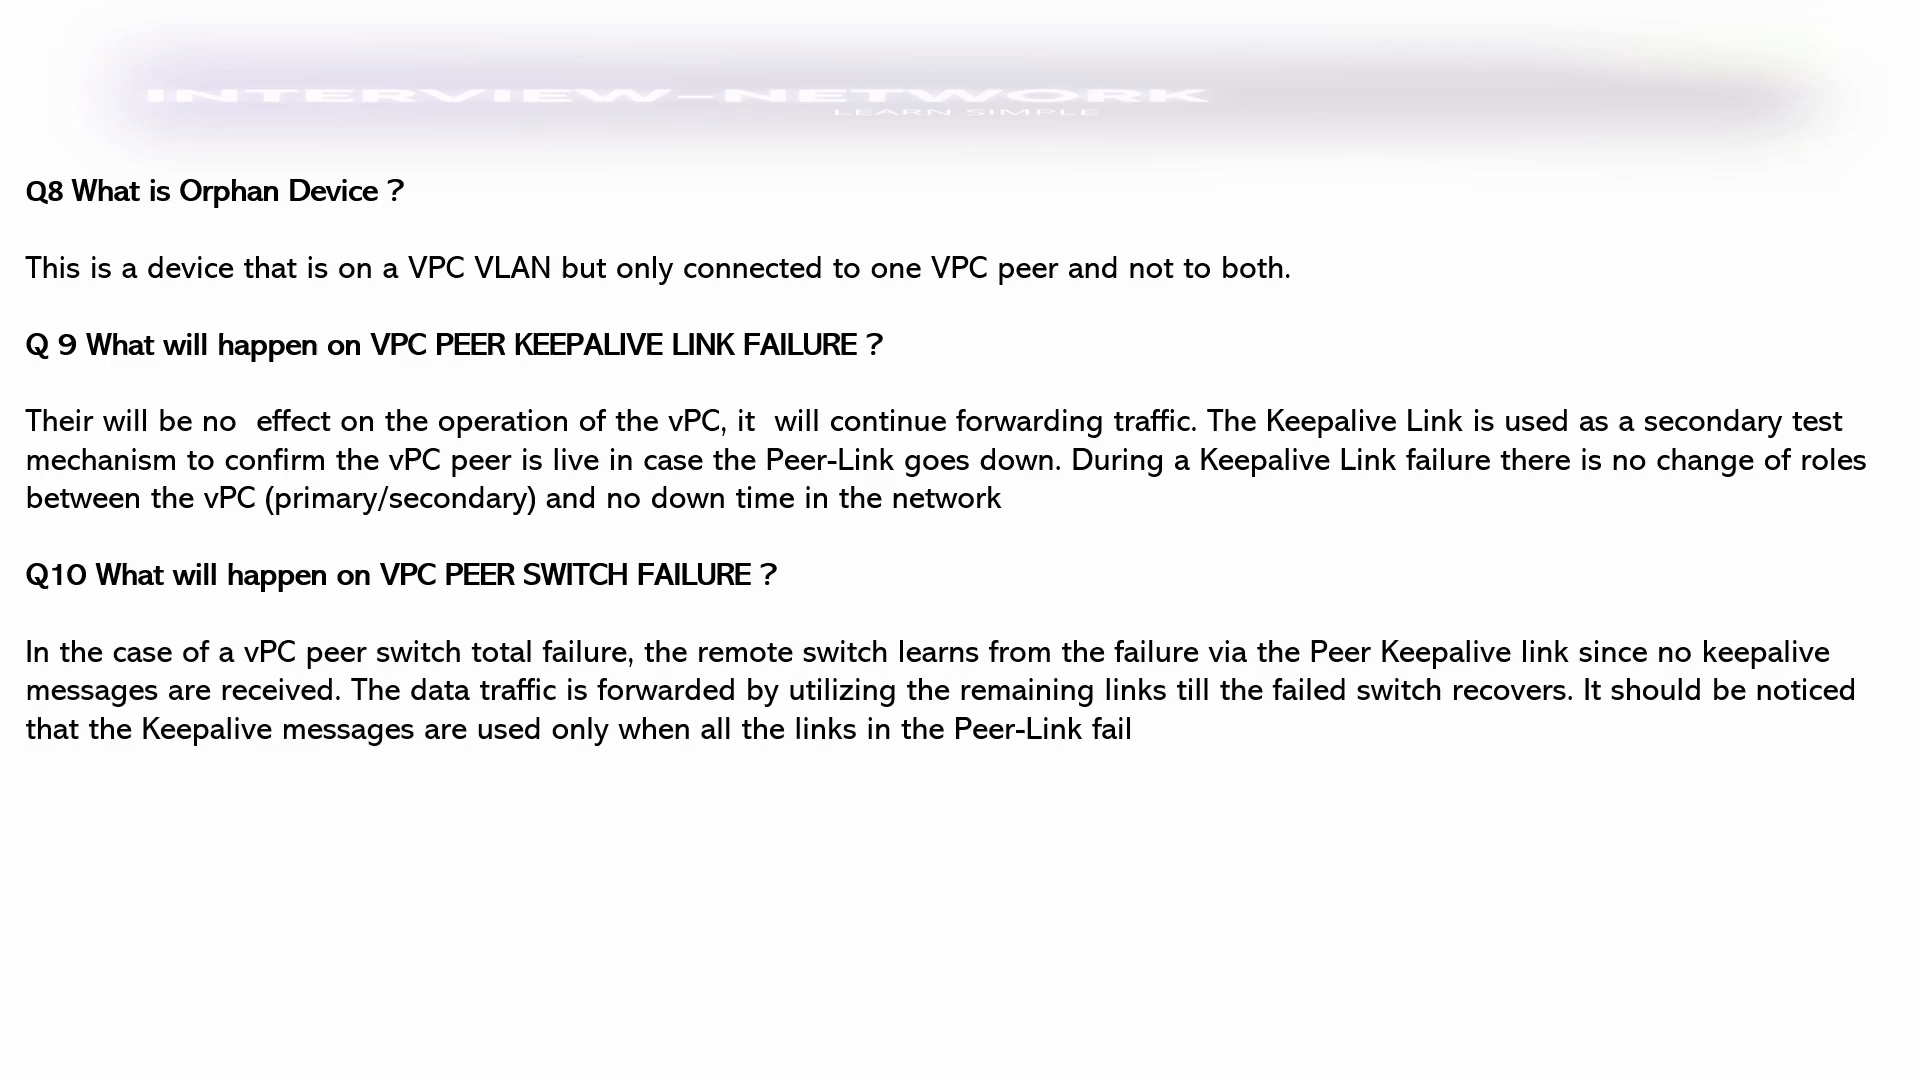 INTERVIEW-NETWORK
LEARN SIMPLE
Q8 What is Orphan Device ?
This is a device that is on a VPC VLAN but only connected to one VPC peer and not to both.
Q 9 What will happen on VPC PEER KEEPALIVE LINK FAILURE ?
Their will be no  effect on the operation of the vPC, it  will continue forwarding traffic. The Keepalive Link is used as a secondary test
mechanism to confirm the vPC peer is live in case the Peer-Link goes down. During a Keepalive Link failure there is no change of roles
between the vPC (primary/secondary) and no down time in the network
Q10 What will happen on VPC PEER SWITCH FAILURE ?
In the case of a vPC peer switch total failure, the remote switch learns from the failure via the Peer Keepalive link since no keepalive
messages are received. The data traffic is forwarded by utilizing the remaining links till the failed switch recovers. It should be noticed
that the Keepalive messages are used only when all the links in the Peer-Link fail